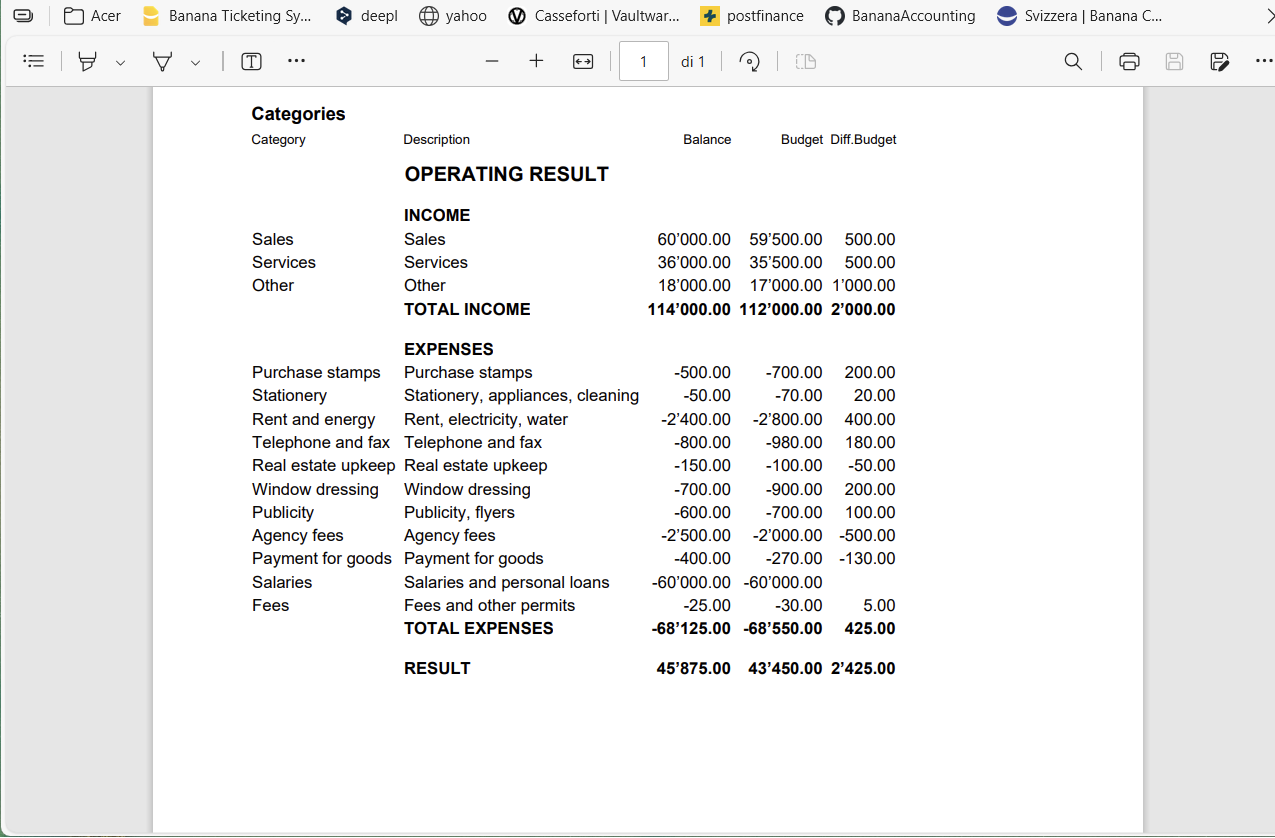 Acer Banana Ticketing Sy... deepl yahoo Casseforti | Vaultwar... postfinance BananaAccounting Svizzera | Banana C...
1 di 1
Categories
Category Description Balance Budget Diff.Budget
OPERATING RESULT
INCOME
Sales Sales 60’000.00 59’500.00 500.00
Services Services 36’000.00 35’500.00 500.00
Other Other 18’000.00 17’000.00 1’000.00
TOTAL INCOME 114’000.00 112’000.00 2’000.00
EXPENSES
Purchase stamps Purchase stamps -500.00 -700.00 200.00
Stationery Stationery, appliances, cleaning -50.00 -70.00 20.00
Rent and energy Rent, electricity, water -2’400.00 -2’800.00 400.00
Telephone and fax Telephone and fax -800.00 -980.00 180.00
Real estate upkeep Real estate upkeep -150.00 -100.00 -50.00
Window dressing Window dressing -700.00 -900.00 200.00
Publicity Publicity, flyers -600.00 -700.00 100.00
Agency fees Agency fees -2’500.00 -2’000.00 -500.00
Payment for goods Payment for goods -400.00 -270.00 -130.00
Salaries Salaries and personal loans -60’000.00 -60’000.00
Fees Fees and other permits -25.00 -30.00 5.00
TOTAL EXPENSES -68’125.00 -68’550.00 425.00
RESULT 45’875.00 43’450.00 2’425.00